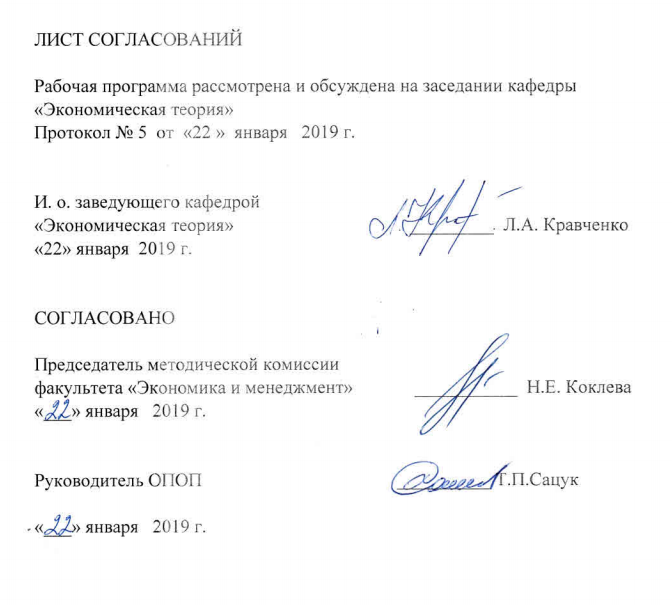 ЛИСТ СОГЛАСОВАНИЙ
Рабочая программа рассмотрена и обсуждена на заседании кафедры
«Экономическая теория»
Протокол № 5 от «22 » января 2019 г.
И. о. заведующего кафедрой
«Экономическая теория» Л.А. Кравченко
«22» января 2019 г.
СОГЛАСОВАНО
Председатель методической комиссии
факультета «Экономика и менеджмент» Н.Е. Коклева
«22» января 2019 г.
Руководитель ОПОП Т.П.Сацук
«22» января 2019 г.